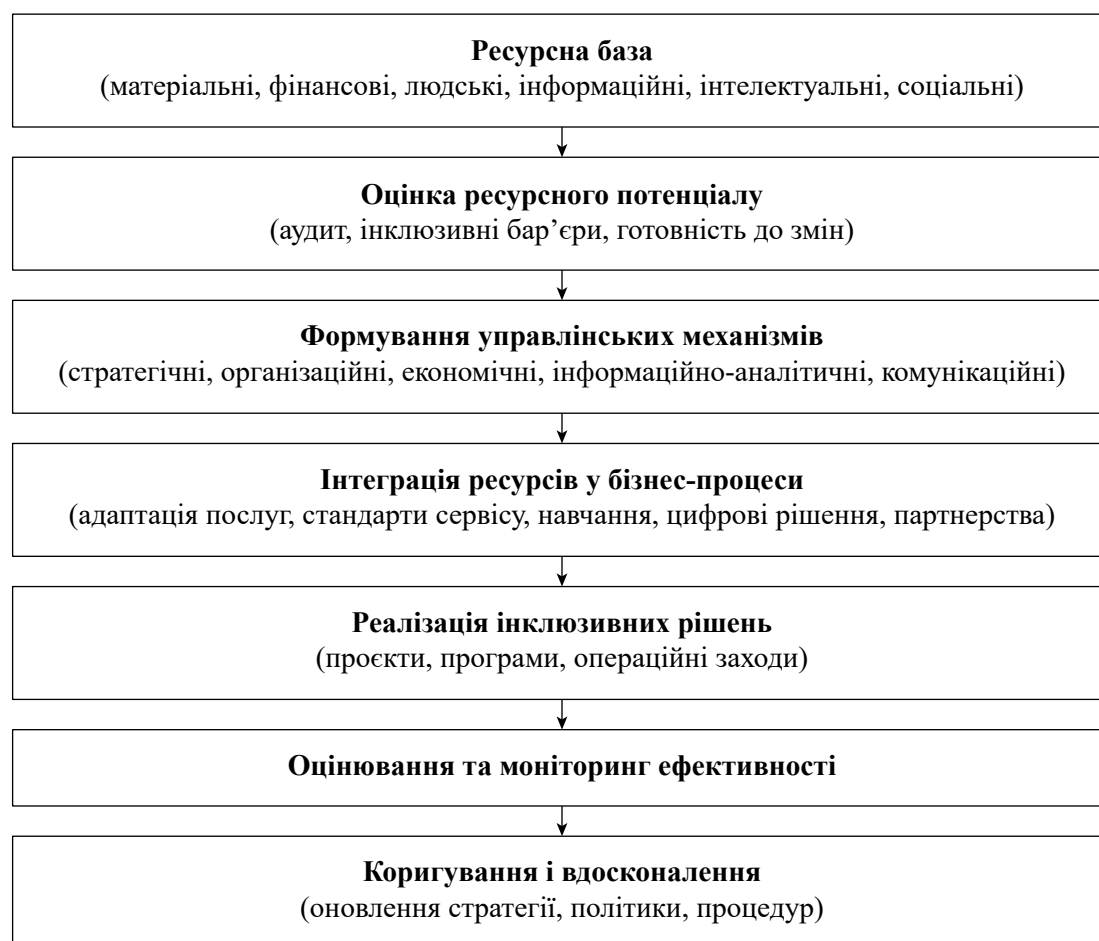 Ресурсна база
(матеріальні, фінансові, людські, інформаційні, інтелектуальні, соціальні)
Оцінка ресурсного потенціалу
(аудит, інклюзивні бар’єри, готовність до змін)
Формування управлінських механізмів
(стратегічні, організаційні, економічні, інформаційно-аналітичні, комунікаційні)
Інтеграція ресурсів у бізнес-процеси
(адаптація послуг, стандарти сервісу, навчання, цифрові рішення, партнерства)
Реалізація інклюзивних рішень
(проєкти, програми, операційні заходи)
Оцінювання та моніторинг ефективності
Коригування і вдосконалення
(оновлення стратегії, політики, процедур)